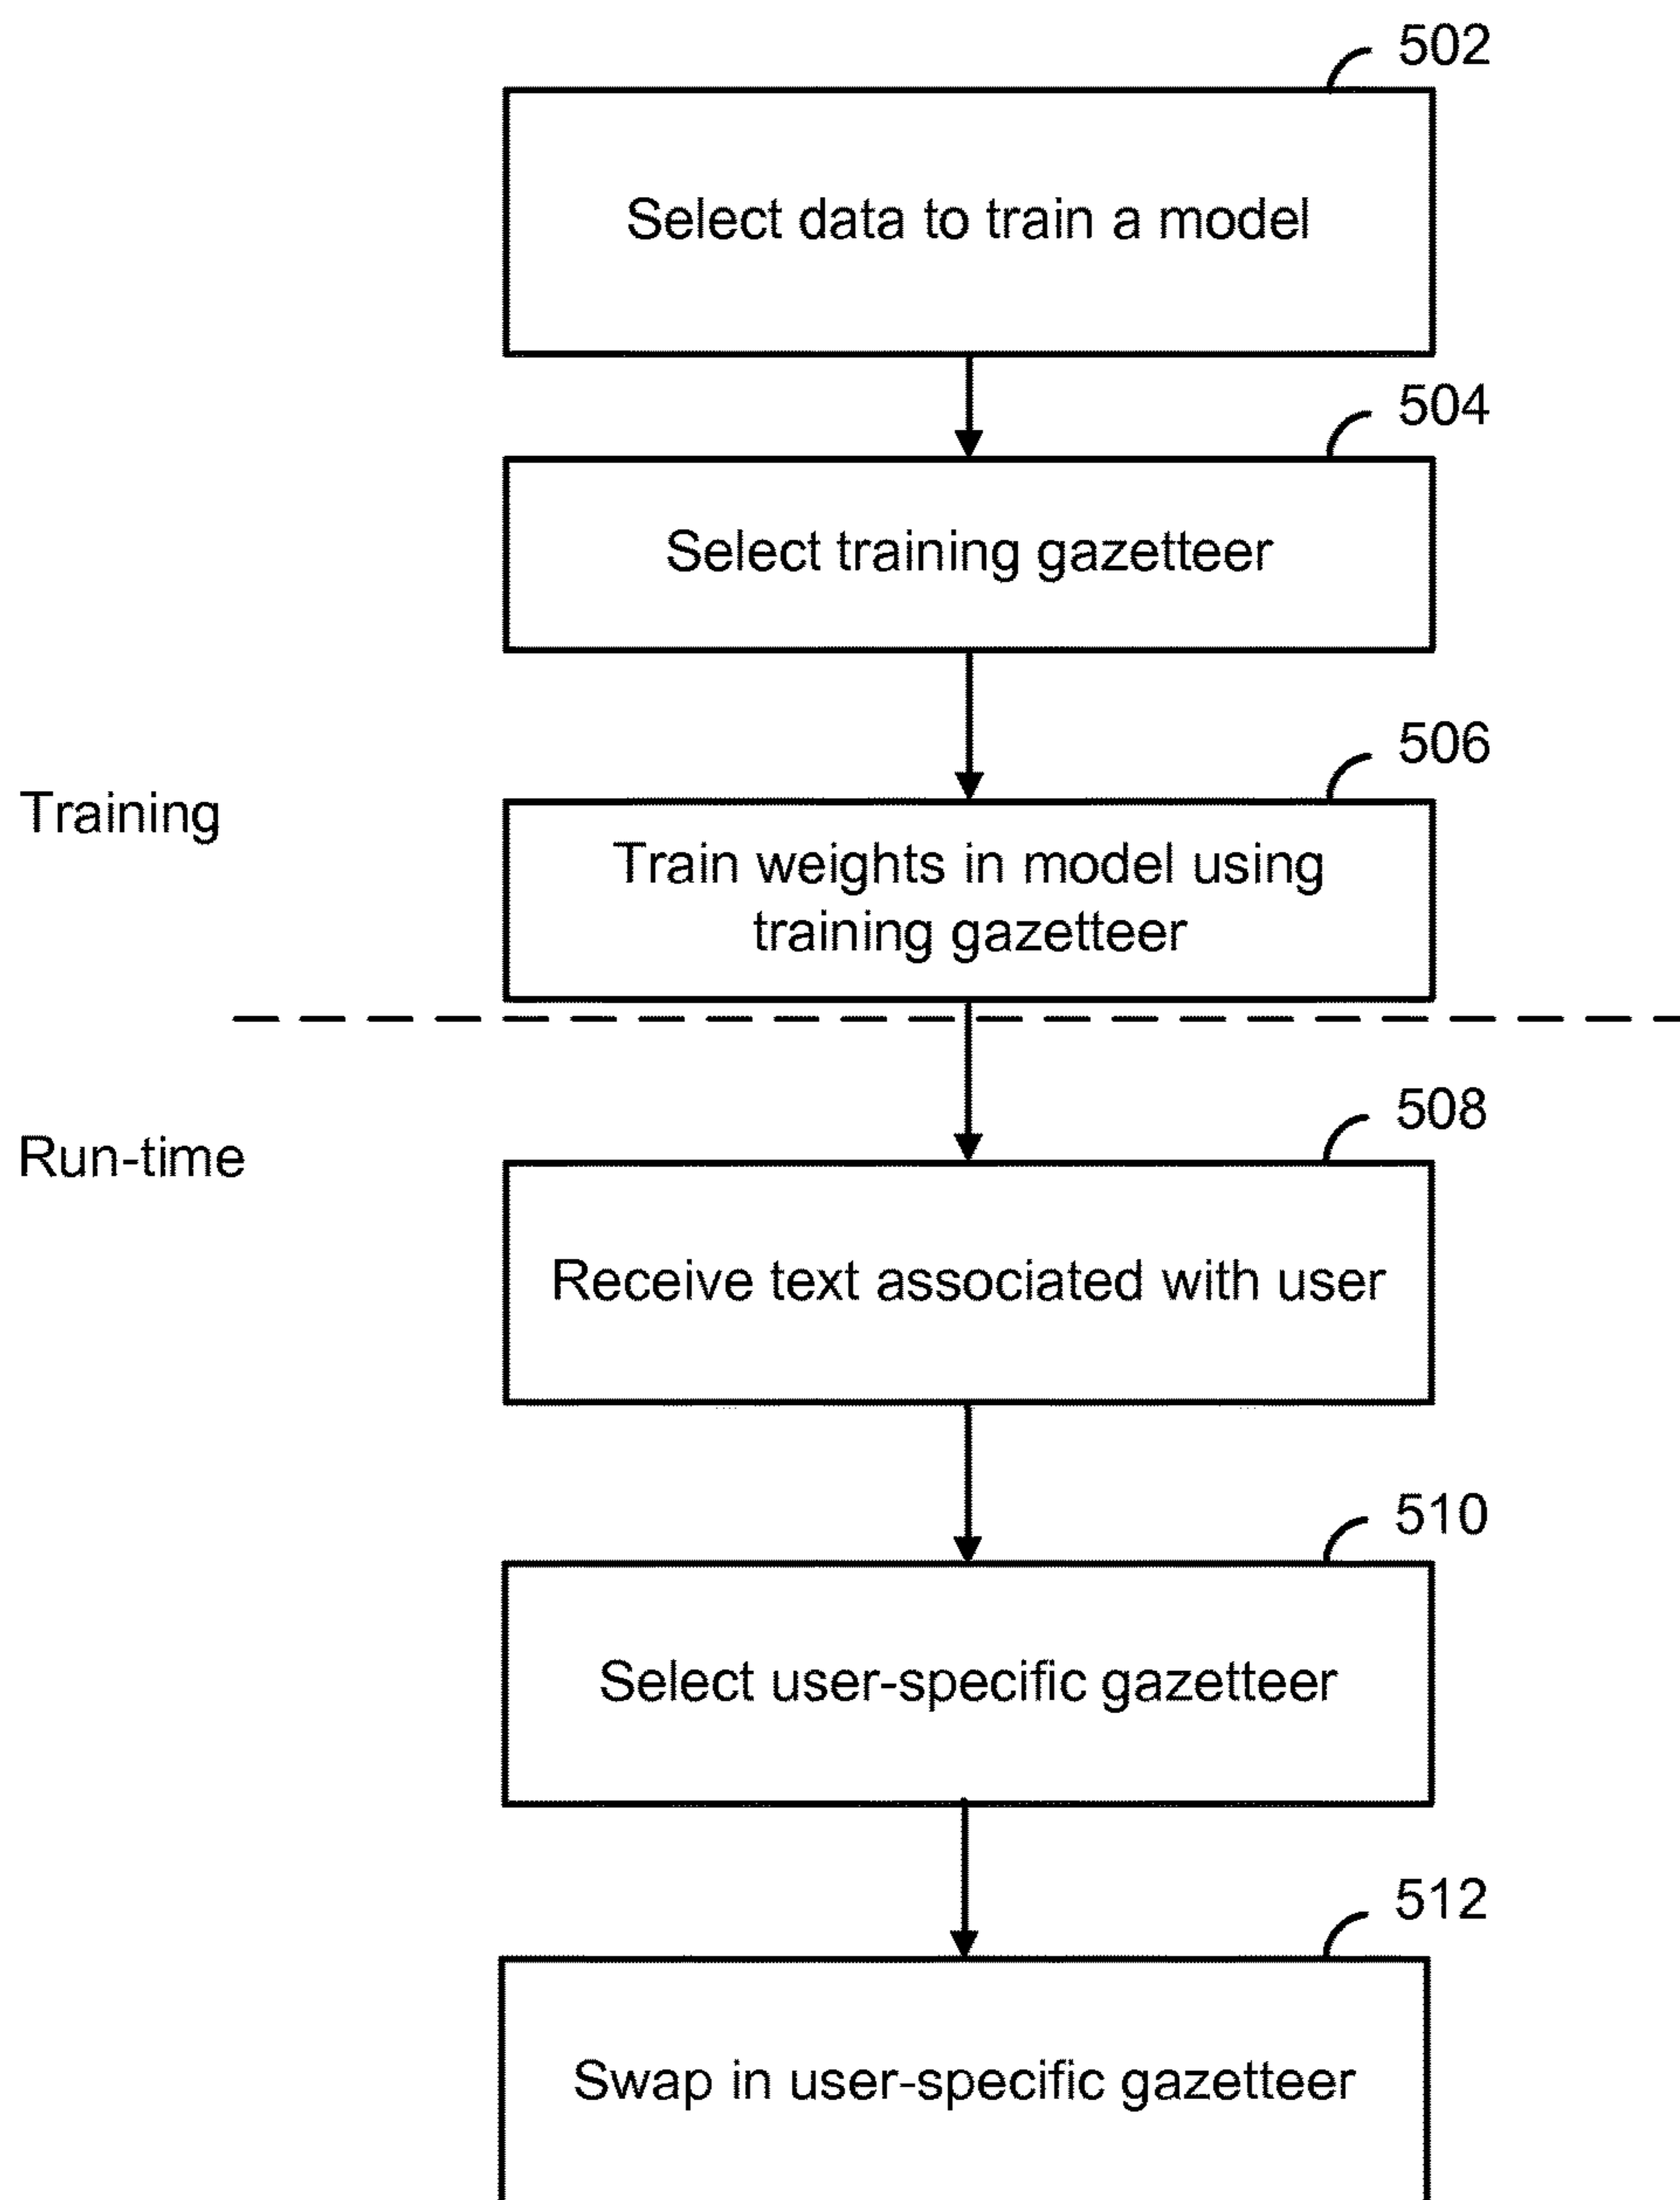 502
Select data to train a model
504
Select training gazetteer
506
Training
Train weights in model using
training gazetteer
508
Run-time
Receive text associated with user
510
Select user-specific gazetteer
512
Swap in user-specific gazetteer